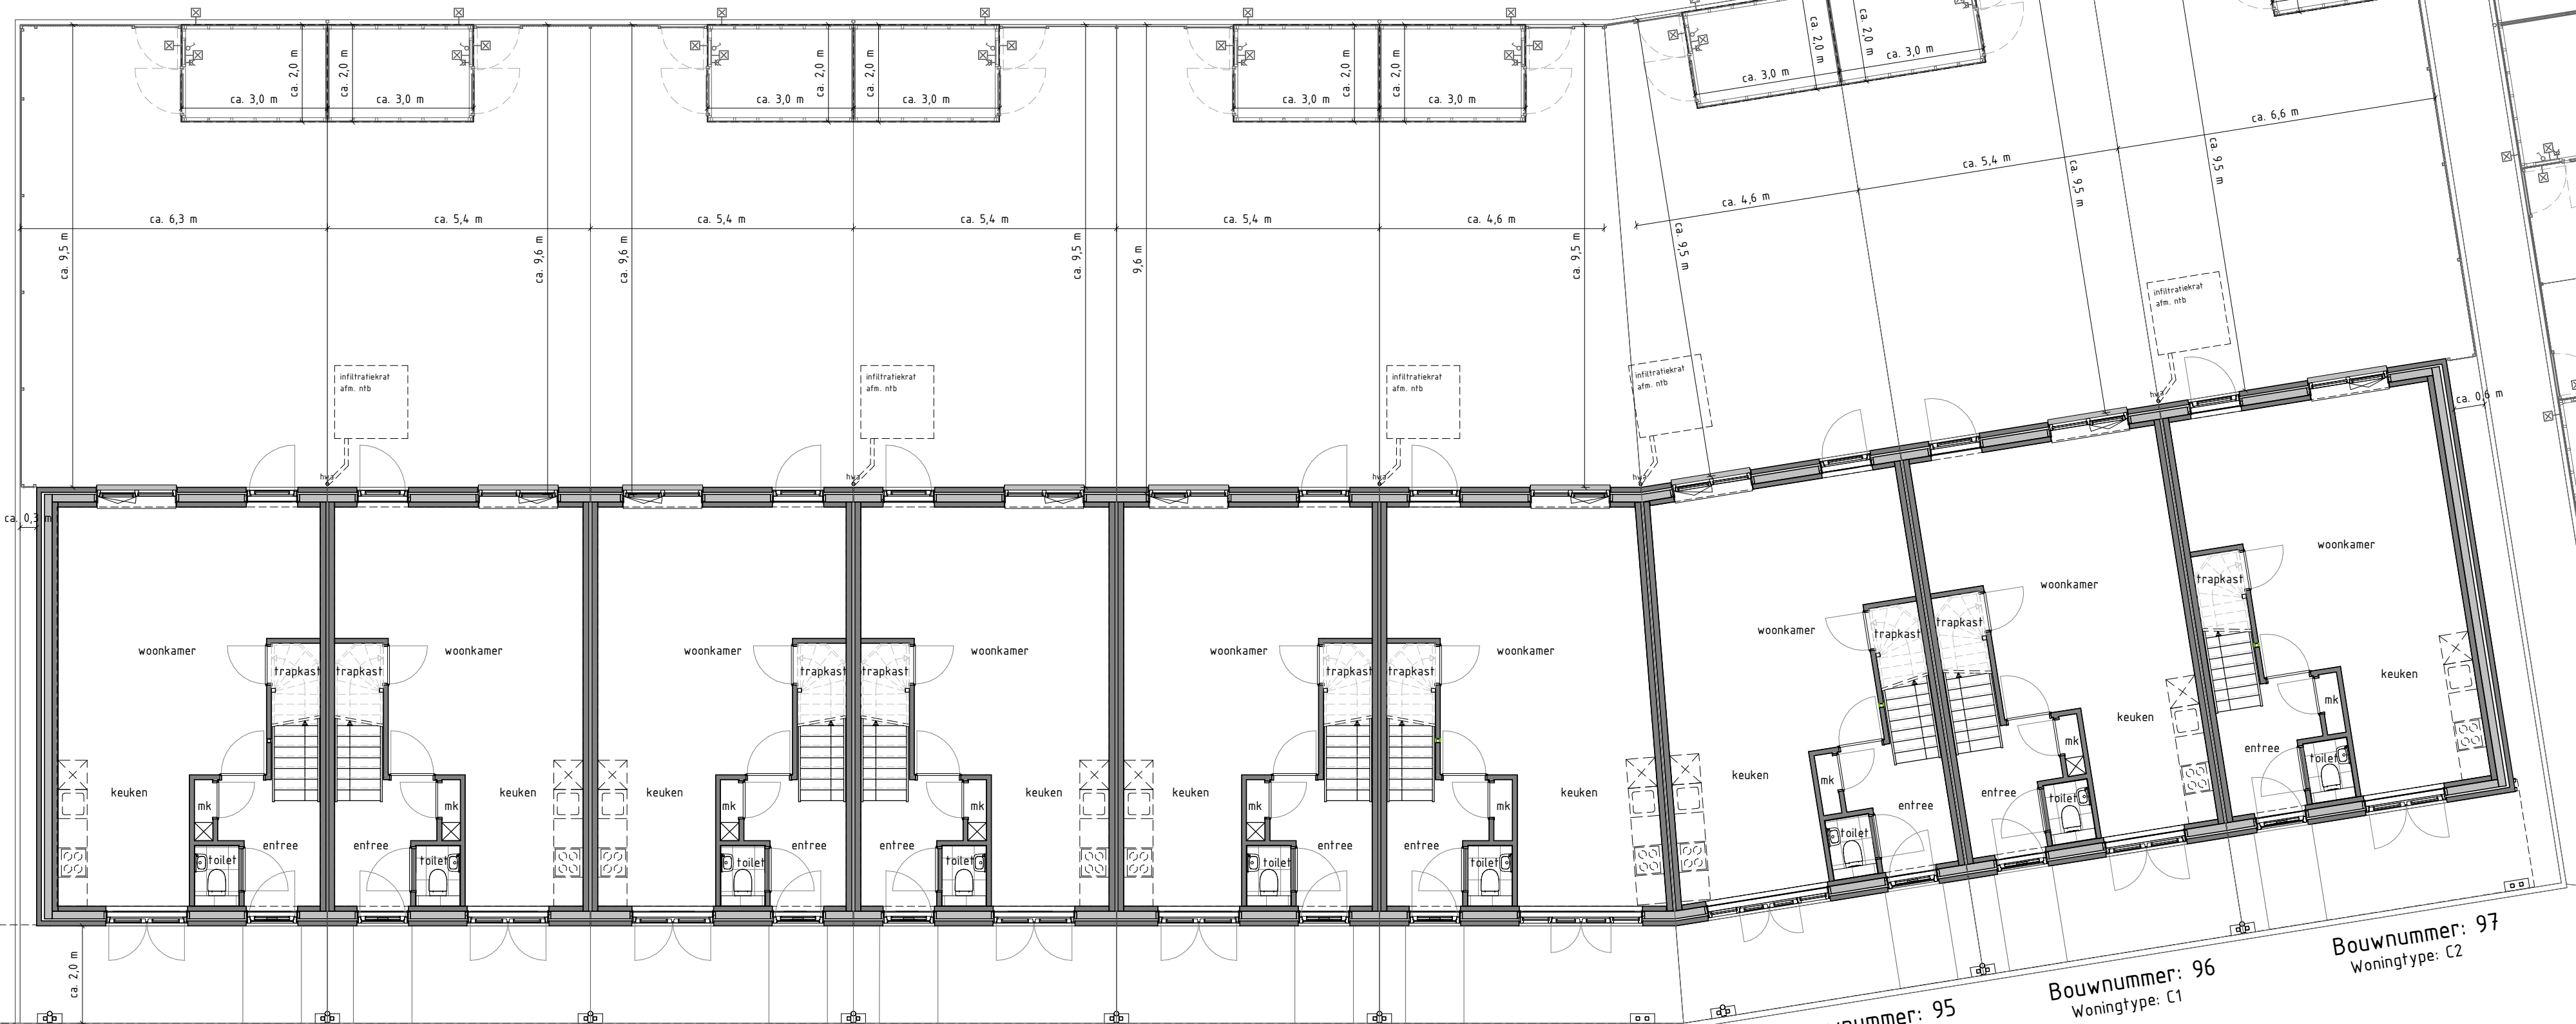 ca. 2,0 m
ca. 2,0 m
ca. 3,0 m
ca. 3,0 m
ca. 2,0 m
ca. 2,0 m
ca. 3,0 m
ca. 3,0 m
ca. 2,0 m
ca. 2,0 m
ca. 3,0 m
ca. 3,0 m
ca. 2,0 m
ca. 2,0 m
ca. 3,0 m
ca. 3,0 m
ca. 6,3 m
ca. 5,4 m
ca. 5,4 m
ca. 5,4 m
ca. 5,4 m
ca. 4,6 m
ca. 4,6 m
ca. 5,4 m
ca. 6,6 m
ca. 9,5 m
ca. 9,6 m
ca. 9,6 m
ca. 9,5 m
9,6 m
ca. 9,5 m
ca. 9,5 m
ca. 9,5 m
ca. 9,5 m
infiltratiekrat
afm. ntb
infiltratiekrat
afm. ntb
infiltratiekrat
afm. ntb
infiltratiekrat
afm. ntb
infiltratiekrat
afm. ntb
hwa
hwa
hwa
hwa
hwa
ca. 0,3 m
ca. 0,6 m
woonkamer
woonkamer
woonkamer
woonkamer
woonkamer
woonkamer
woonkamer
woonkamer
woonkamer
trapkast
trapkast
trapkast
trapkast
trapkast
trapkast
trapkast
trapkast
trapkast
keuken
keuken
keuken
keuken
keuken
keuken
keuken
keuken
keuken
mk
mk
mk
mk
mk
mk
mk
mk
mk
entree
entree
entree
entree
entree
entree
entree
entree
entree
toilet
toilet
toilet
toilet
toilet
toilet
toilet
toilet
toilet
ca. 2,0 m
nummer: 95
Bouwnummer: 96
Woningtype: C1
Bouwnummer: 97
Woningtype: C2